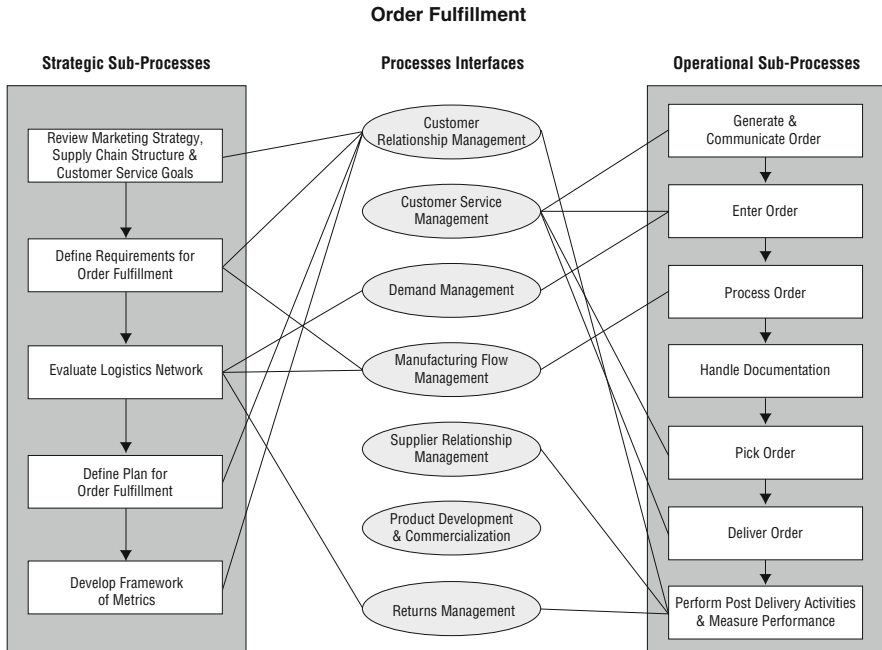 Order Fulfillment
Strategic Sub-Processes
Review Marketing Strategy,
Supply Chain Structure &
Customer Service Goals
Define Requirements for
Order Fulfillment
Evaluate Logistics Network
Define Plan for
Order Fulfillment
Develop Framework
of Metrics
Processes Interfaces
Customer
Relationship Management
Customer Service
Management
Demand Management
Manufacturing Flow
Management
Supplier Relationship
Management
Product Development
& Commercialization
Returns Management
Operational Sub-Processes
Generate &
Communicate Order
Enter Order
Process Order
Handle Documentation
Pick Order
Deliver Order
Perform Post Delivery Activities
& Measure Performance